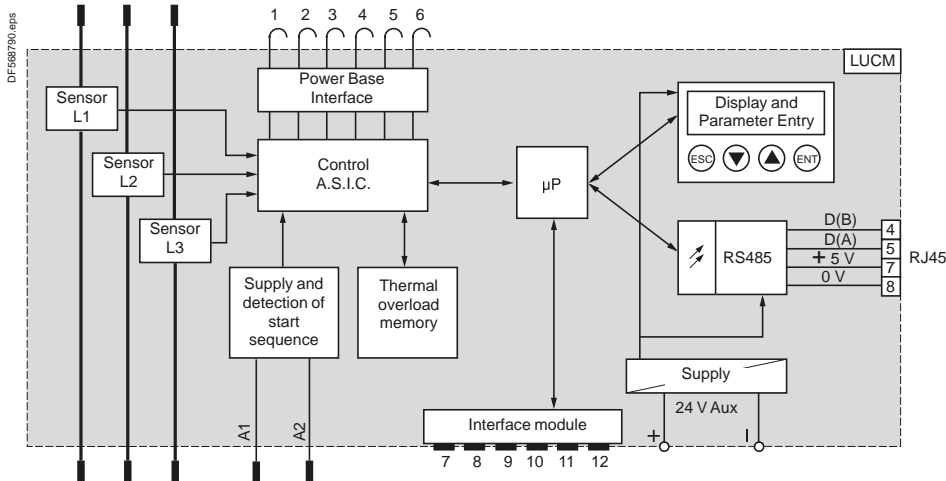 DF568790.eps
1 2 3 4 5 6
LUCM
Power Base
Interface
Sensor
L1
Sensor
L2
Sensor
L3
Control
A.S.I.C.
µP
Display and
Parameter Entry
ESC
ENT
RS485
D(B)
D(A)
+ 5 V
0 V
4
5
7
8
RJ45
Supply and
detection of
start
sequence
Thermal
overload
memory
Supply
24 V Aux
+
–
A1
A2
Interface module
7 8 9 10 11 12